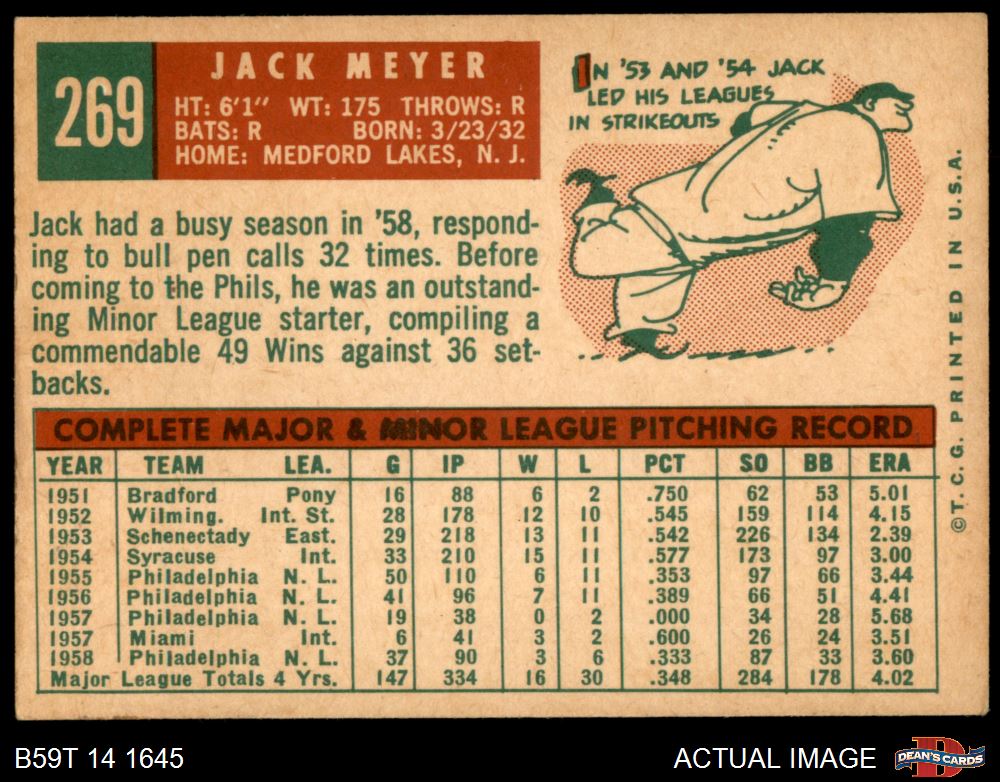 269
JACK MEYER
HT: 6'1" WT: 175 THROWS: R
BATS: R BORN: 3/23/32
HOME: MEDFORD LAKES, N. J.
IN '53 AND '54 JACK
LED HIS LEAGUES
IN STRIKEOUTS
Jack had a busy season in '58, respond-
ing to bull pen calls 32 times. Before
coming to the Phils, he was an outstand-
ing Minor League starter, compiling a
commendable 49 Wins against 36 set-
backs.
COMPLETE MAJOR & MINOR LEAGUE PITCHING RECORD
YEAR TEAM LEA. G IP W L PCT SO BB ERA
1951 Bradford Pony 16 88 6 2 .750 62 53 5.01
1952 Wilming. Int. St. 28 178 12 10 .545 159 114 4.15
1953 Schenectady East. 29 218 13 11 .542 226 134 2.39
1954 Syracuse Int. 33 210 15 11 .577 173 97 3.00
1955 Philadelphia N. L. 50 110 6 11 .353 97 66 3.44
1956 Philadelphia N. L. 41 96 7 11 .389 66 51 4.41
1957 Philadelphia N. L. 19 38 0 2 .000 34 28 5.68
1957 Miami Int. 6 41 3 2 .600 26 24 3.51
1958 Philadelphia N. L. 37 90 3 6 .333 87 33 3.60
Major League Totals 4 Yrs. 147 334 16 30 .348 284 178 4.02
©T. C. G. PRINTED IN U.S.A.
B59T 14 1645
ACTUAL IMAGE
D
DEAN'S CARDS